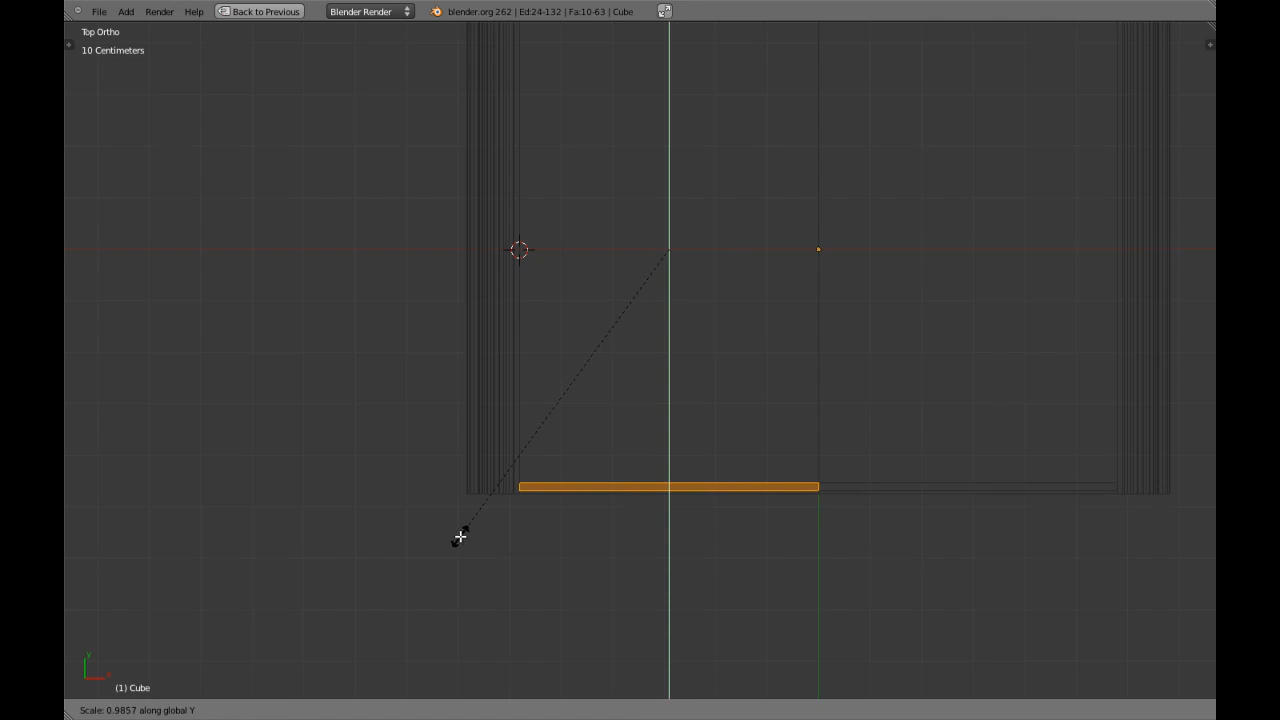 File Add Render Help Back to Previous Blender Render blender.org 262 | Ed:24-132 | Fa:10-63 | Cube
Top Ortho
10 Centimeters
y
x
(1) Cube
Scale: 0.9857 along global Y